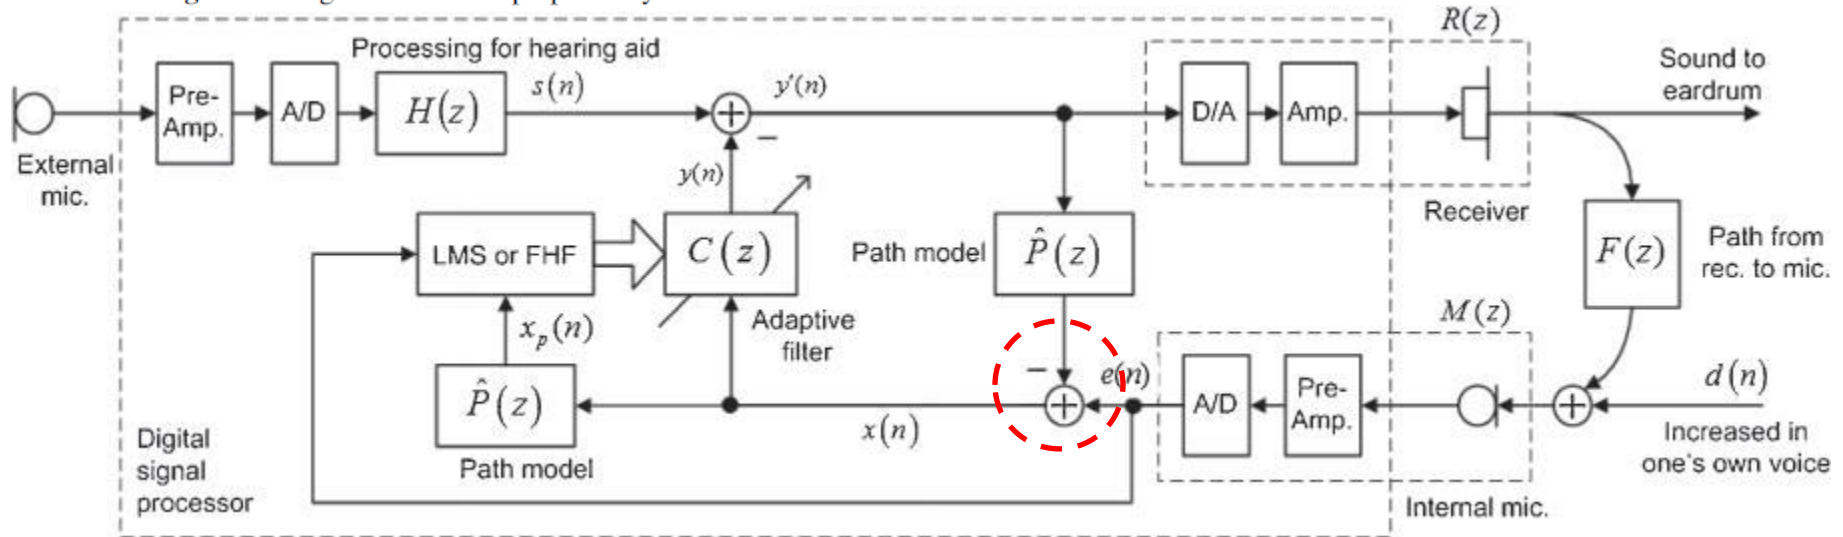 R(z)
Processing for hearing aid
Sound to
eardrum
s(n)
y'(n)
Pre-
Amp.
A/D
H(z)
+
−
D/A
Amp.
External
mic.
y(n)
Receiver
LMS or FHF
C(z)
Path model
P̂(z)
F(z)
Path from
rec. to mic.
x_p(n)
Adaptive
filter
M(z)
−
e(n)
d(n)
P̂(z)
+
A/D
Pre-
Amp.
+
x(n)
Increased in
one's own voice
Digital
signal
processor
Path model
Internal mic.